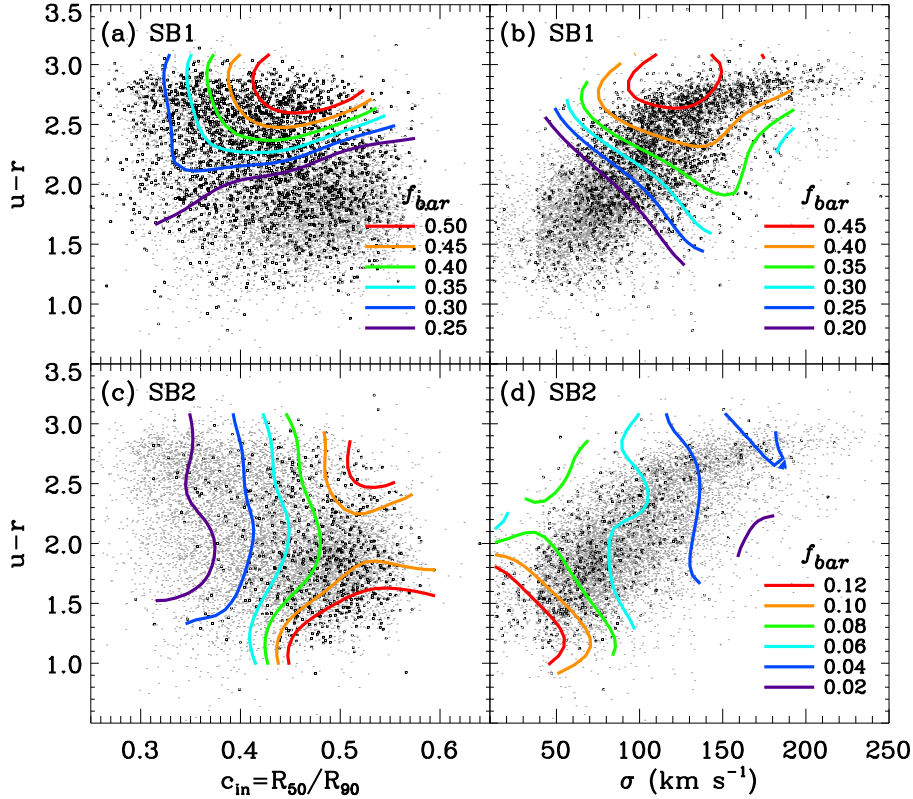 (a) SB1
(b) SB1
3.5
3.0
2.5
2.0
1.5
1.0
u−r
f_bar
0.50
0.45
0.40
0.35
0.30
0.25
f_bar
0.45
0.40
0.35
0.30
0.25
0.20
(c) SB2
(d) SB2
3.5
3.0
2.5
2.0
1.5
1.0
u−r
f_bar
0.12
0.10
0.08
0.06
0.04
0.02
0.3 0.4 0.5 0.6
50 100 150 200 250
c_in=R_50/R_90
σ (km s⁻¹)